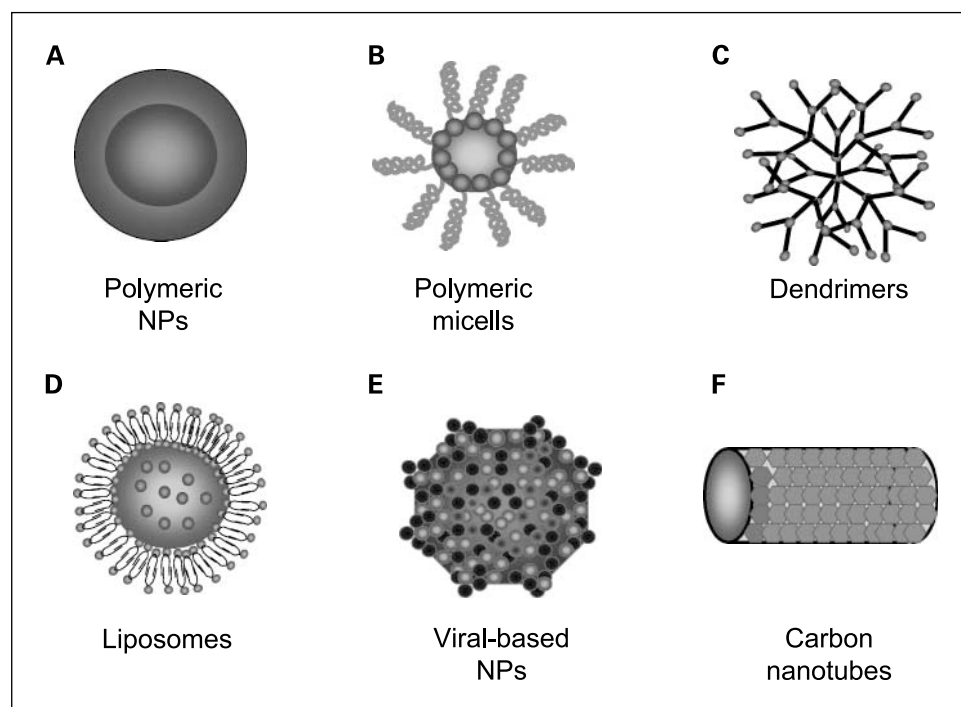 A
B
C
Polymeric
NPs
Polymeric
micells
Dendrimers
D
E
F
Liposomes
Viral-based
NPs
Carbon
nanotubes